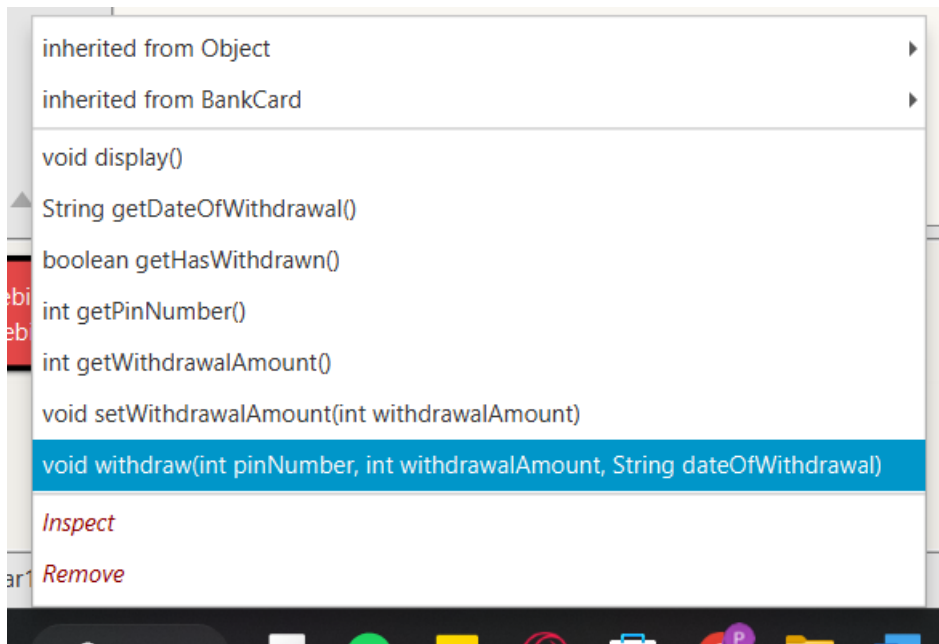 inherited from Object
inherited from BankCard
void display()
String getDateOfWithdrawal()
boolean getHasWithdrawn()
int getPinNumber()
int getWithdrawalAmount()
void setWithdrawalAmount(int withdrawalAmount)
void withdraw(int pinNumber, int withdrawalAmount, String dateOfWithdrawal)
Inspect
Remove
P